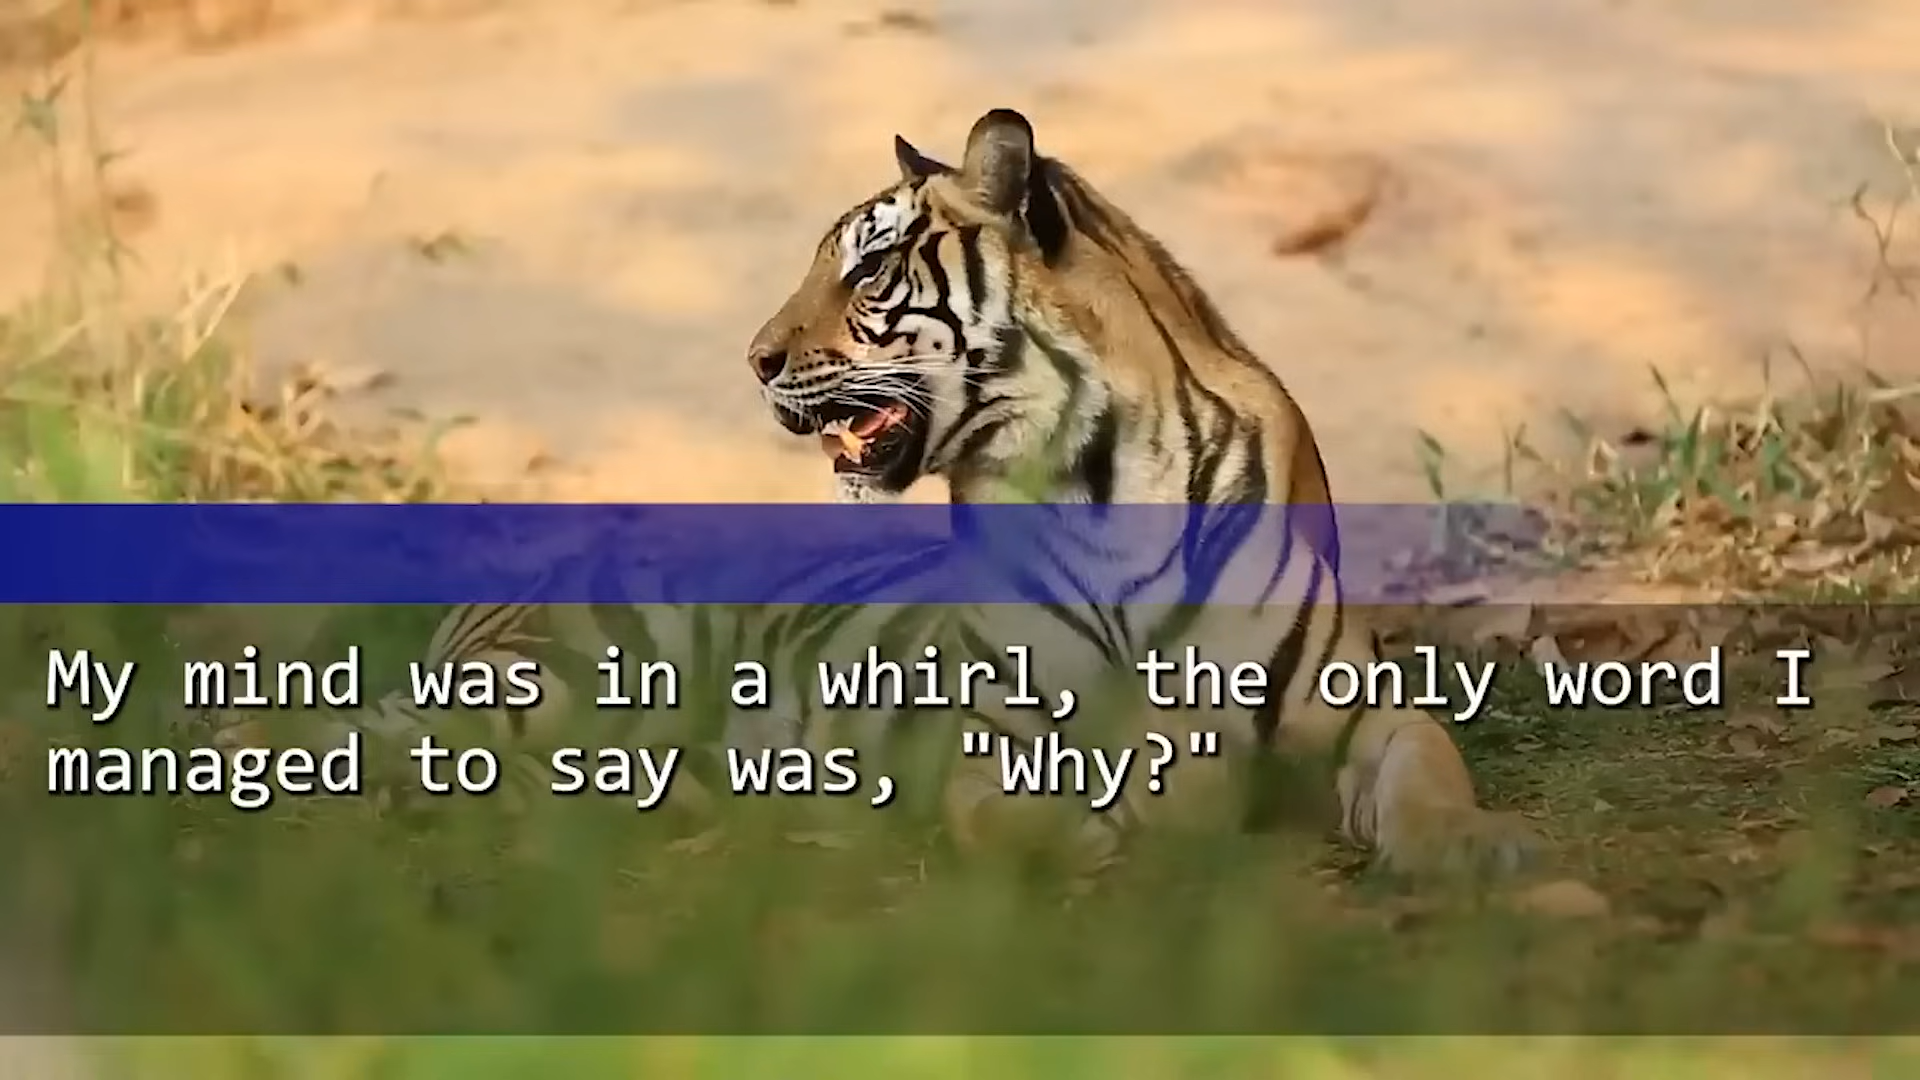 My mind was in a whirl, the only word I
managed to say was, "Why?"